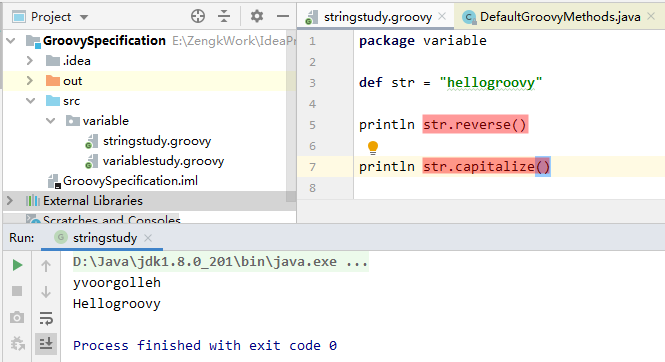 Project
GroovySpecification E:\ZengkWork\IdeaPr
.idea
out
src
variable
stringstudy.groovy
variablestudy.groovy
GroovySpecification.iml
External Libraries
Scratches and Consoles
stringstudy.groovy
DefaultGroovyMethods.java
1 package variable
2
3 def str = "hellogroovy"
4
5 println str.reverse()
6
7 println str.capitalize()
8
Run: stringstudy
D:\Java\jdk1.8.0_201\bin\java.exe ...
yvoorgolleh
Hellogroovy
Process finished with exit code 0